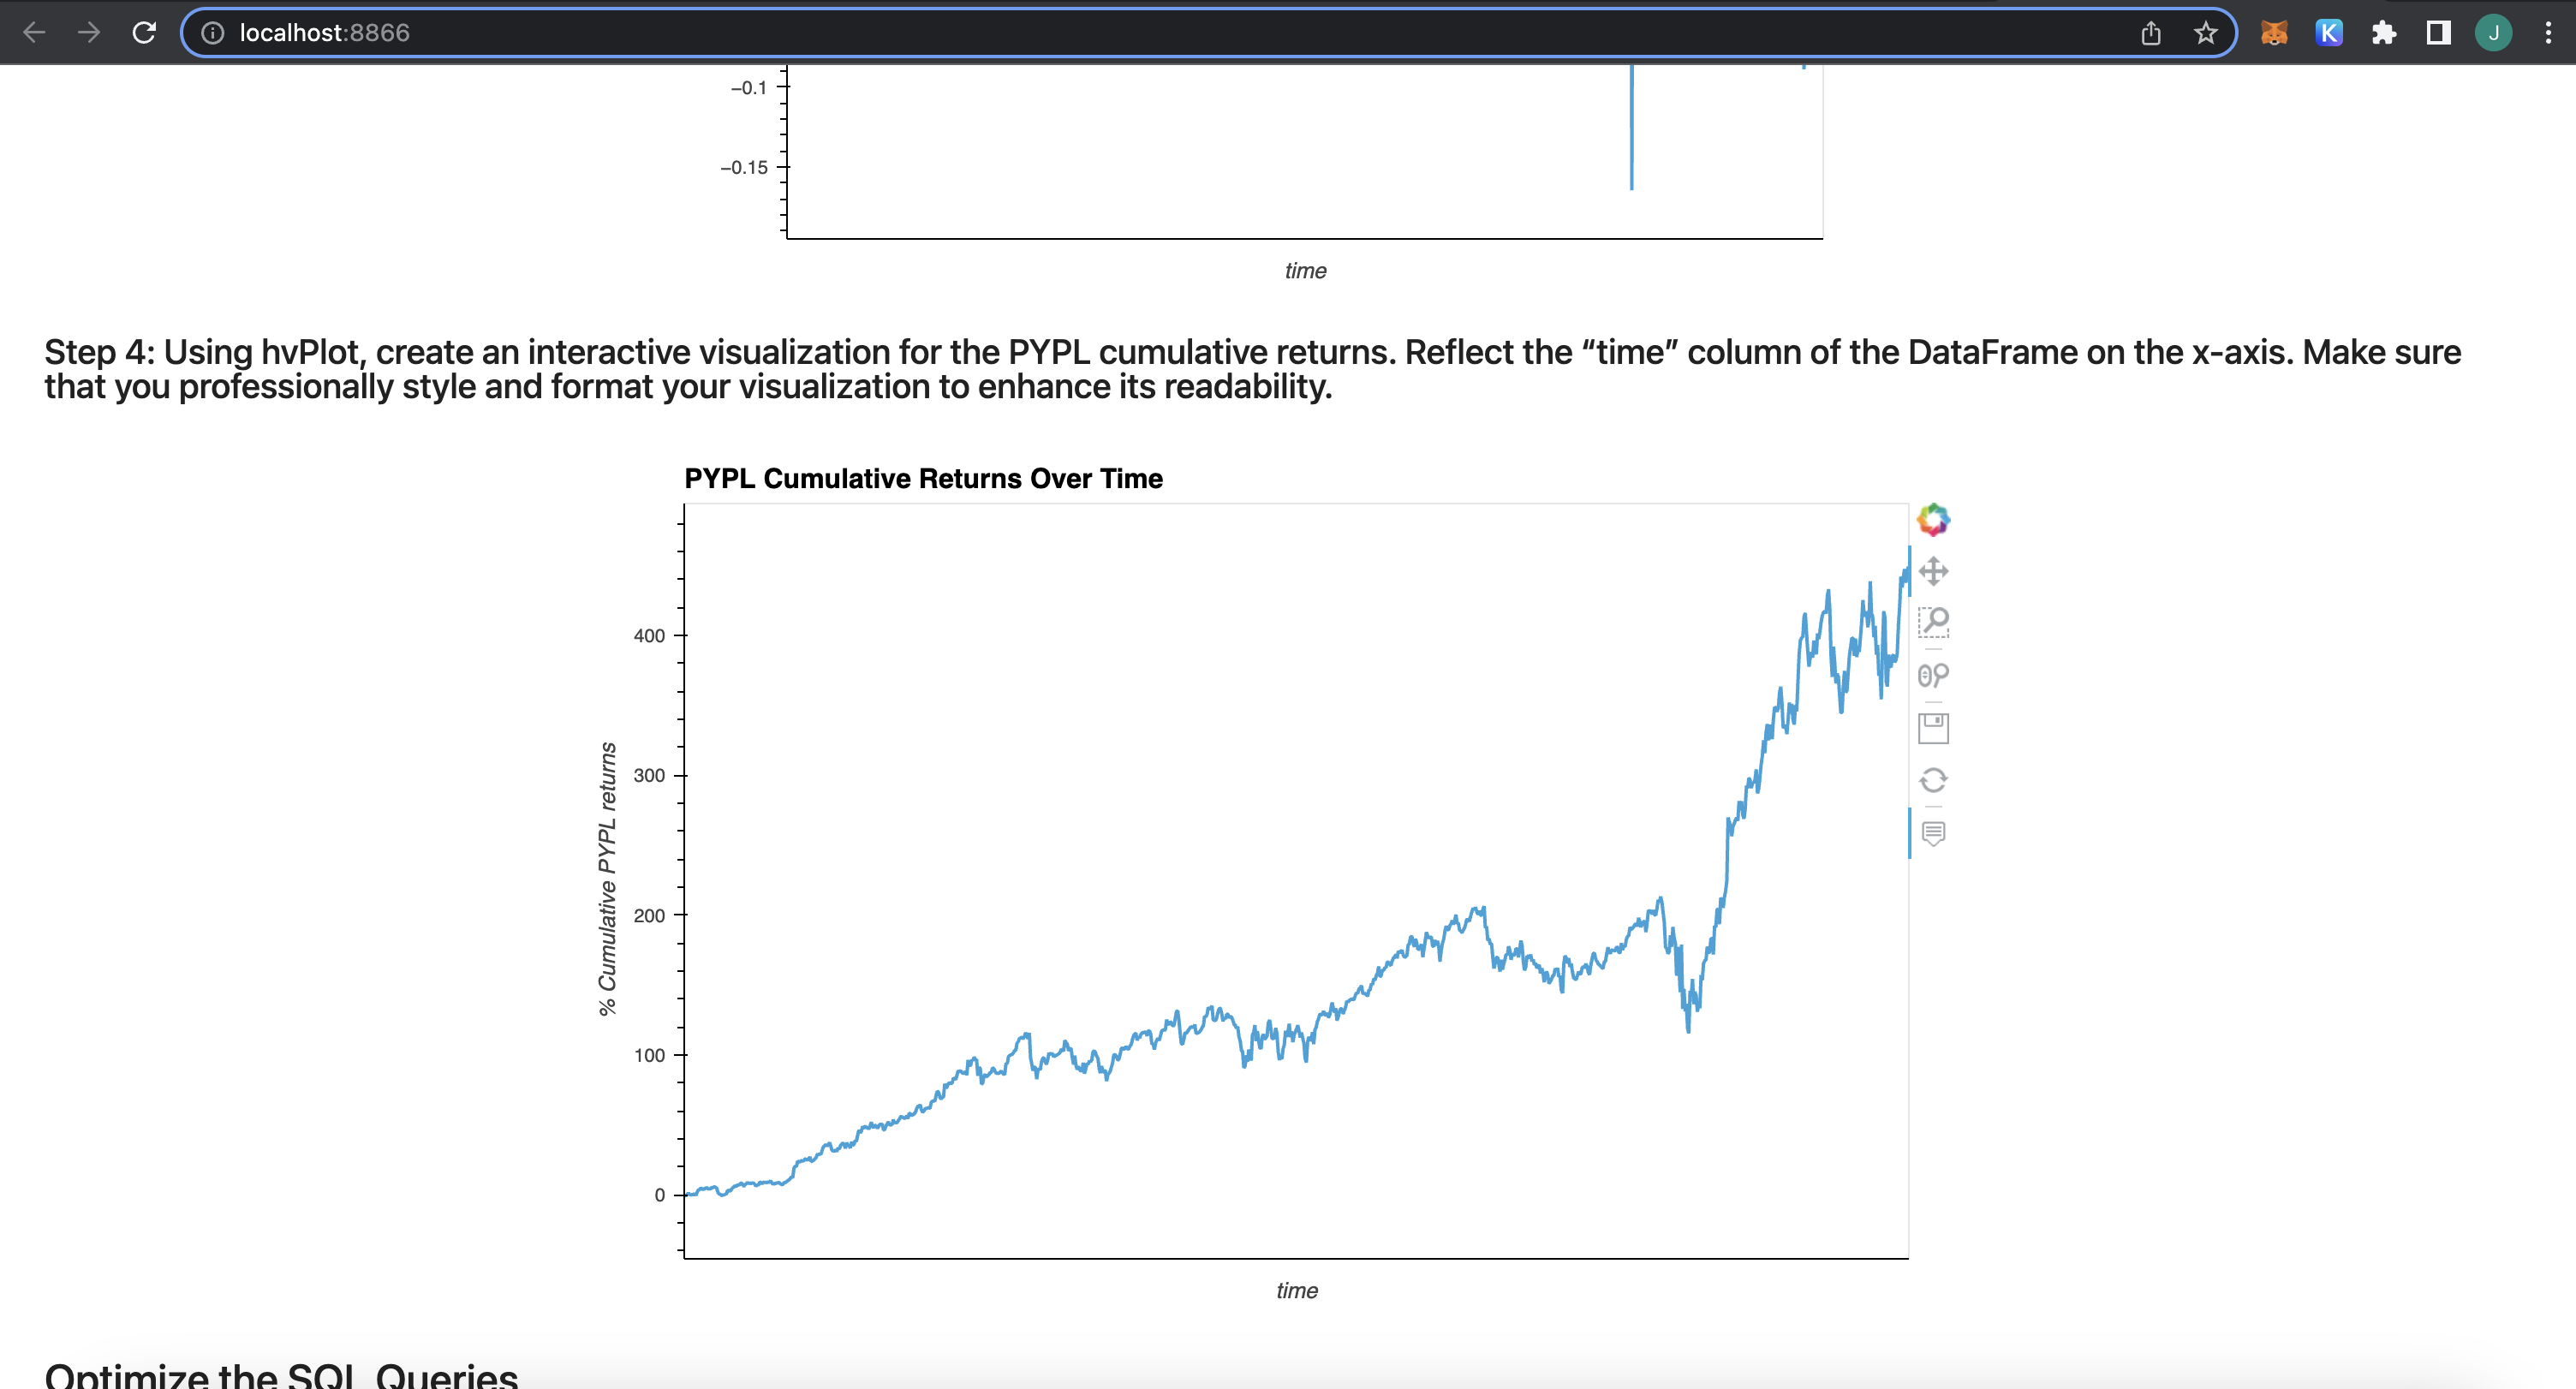 localhost:8866
K
J
−0.1
−0.15
time
Step 4: Using hvPlot, create an interactive visualization for the PYPL cumulative returns. Reflect the “time” column of the DataFrame on the x-axis. Make sure
that you professionally style and format your visualization to enhance its readability.
PYPL Cumulative Returns Over Time
% Cumulative PYPL returns
400
300
200
100
0
time
Optimize the SQL Queries